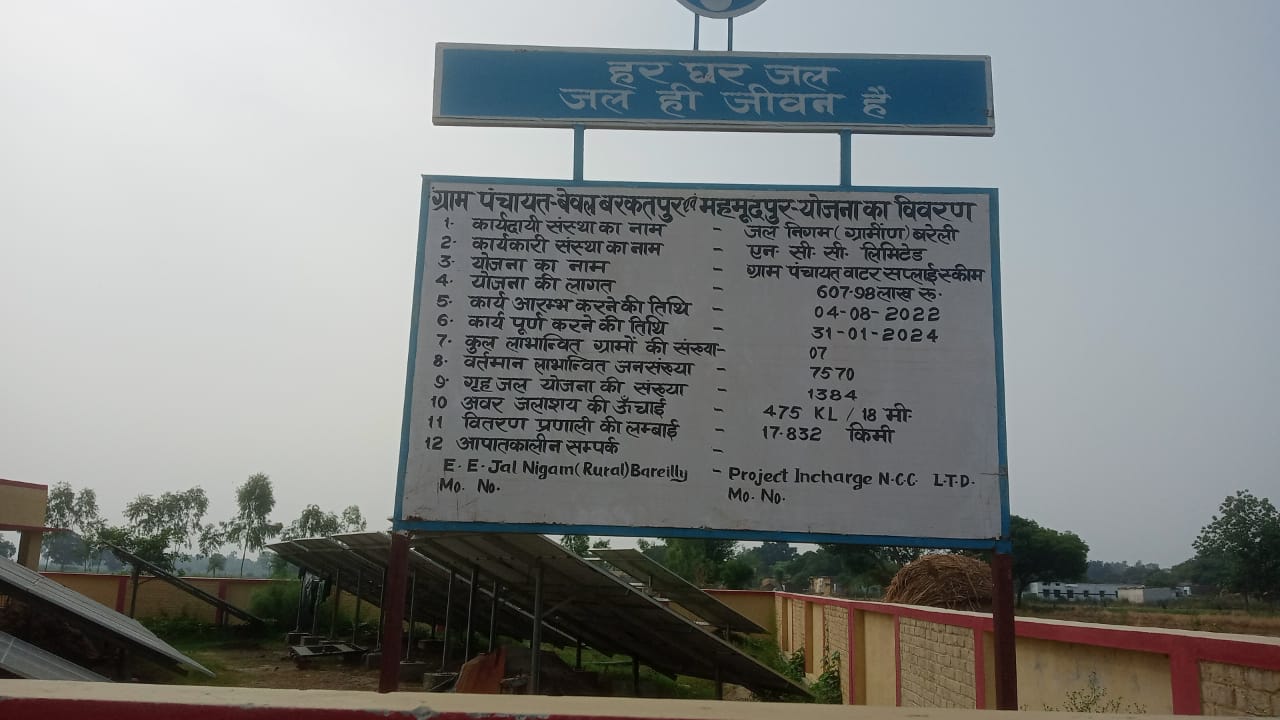 हर घर जल
जल ही जीवन है
ग्राम पंचायत-बेवल बरकतपुर एवं महमूदपुर-योजना का विवरण
1. कार्यदायी संस्था का नाम - जल निगम (ग्रामीण) बरेली
2. कार्यकारी संस्था का नाम - एन. सी. सी. लिमिटेड
3. योजना का नाम - ग्राम पंचायत वाटर सप्लाई स्कीम
4. योजना की लागत - 607.98 लाख रू.
5. कार्य आरम्भ करने की तिथि - 04-08-2022
6. कार्य पूर्ण करने की तिथि - 31-01-2024
7. कुल लाभान्वित ग्रामों की संख्या- 07
8. वर्तमान लाभान्वित जनसंख्या - 7570
9. गृह जल योजना की संख्या - 1384
10 अवर जलाशय की ऊँचाई - 475 KL / 18 मी.
11 वितरण प्रणाली की लम्बाई - 17.832 किमी
12 आपातकालीन सम्पर्क -
E. E. Jal Nigam (Rural) Bareilly - Project Incharge N.C.C. L.T.D.
Mo. No. Mo. No.